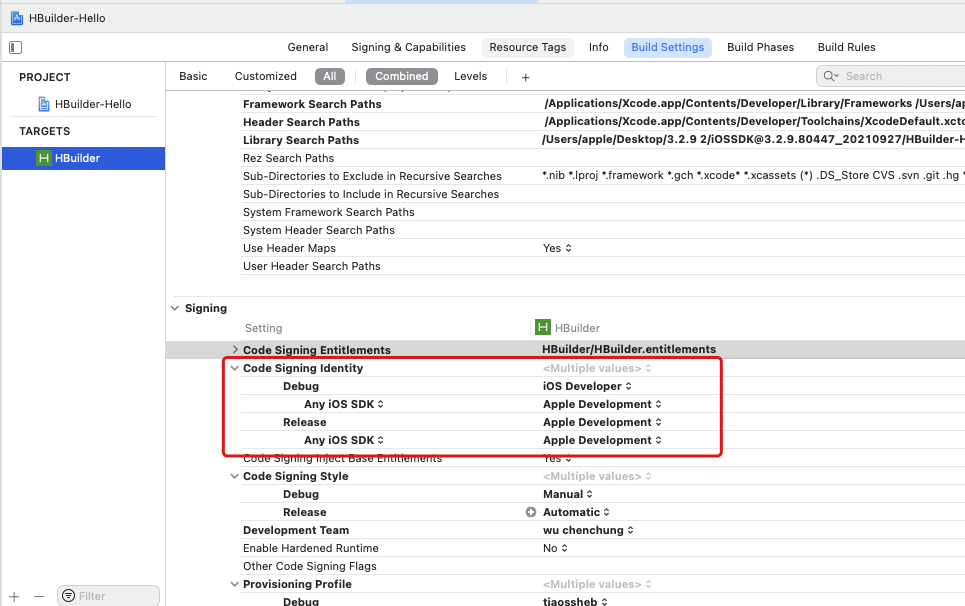 HBuilder-Hello
General Signing & Capabilities Resource Tags Info Build Settings Build Phases Build Rules
PROJECT
HBuilder-Hello
TARGETS
HBuilder
Basic Customized All Combined Levels + Search
Framework Search Paths /Applications/Xcode.app/Contents/Developer/Library/Frameworks /Users/ap
Header Search Paths /Applications/Xcode.app/Contents/Developer/Toolchains/XcodeDefault.xcto
Library Search Paths /Users/apple/Desktop/3.2.9 2/iOSSDK@3.2.9.80447_20210927/HBuilder-H
Rez Search Paths
Sub-Directories to Exclude in Recursive Searches *.nib *.lproj *.framework *.gch *.xcode* *.xcassets (*) .DS_Store CVS .svn .git .hg *
Sub-Directories to Include in Recursive Searches
System Framework Search Paths
System Header Search Paths
Use Header Maps Yes
User Header Search Paths
Signing
Setting H HBuilder
Code Signing Entitlements HBuilder/HBuilder.entitlements
Code Signing Identity <Multiple values>
Debug iOS Developer
Any iOS SDK Apple Development
Release Apple Development
Any iOS SDK Apple Development
Code Signing Inject Base Entitlements Yes
Code Signing Style <Multiple values>
Debug Manual
Release Automatic
Development Team wu chenchung
Enable Hardened Runtime No
Other Code Signing Flags
Provisioning Profile <Multiple values>
Debug tiaossheb
Filter